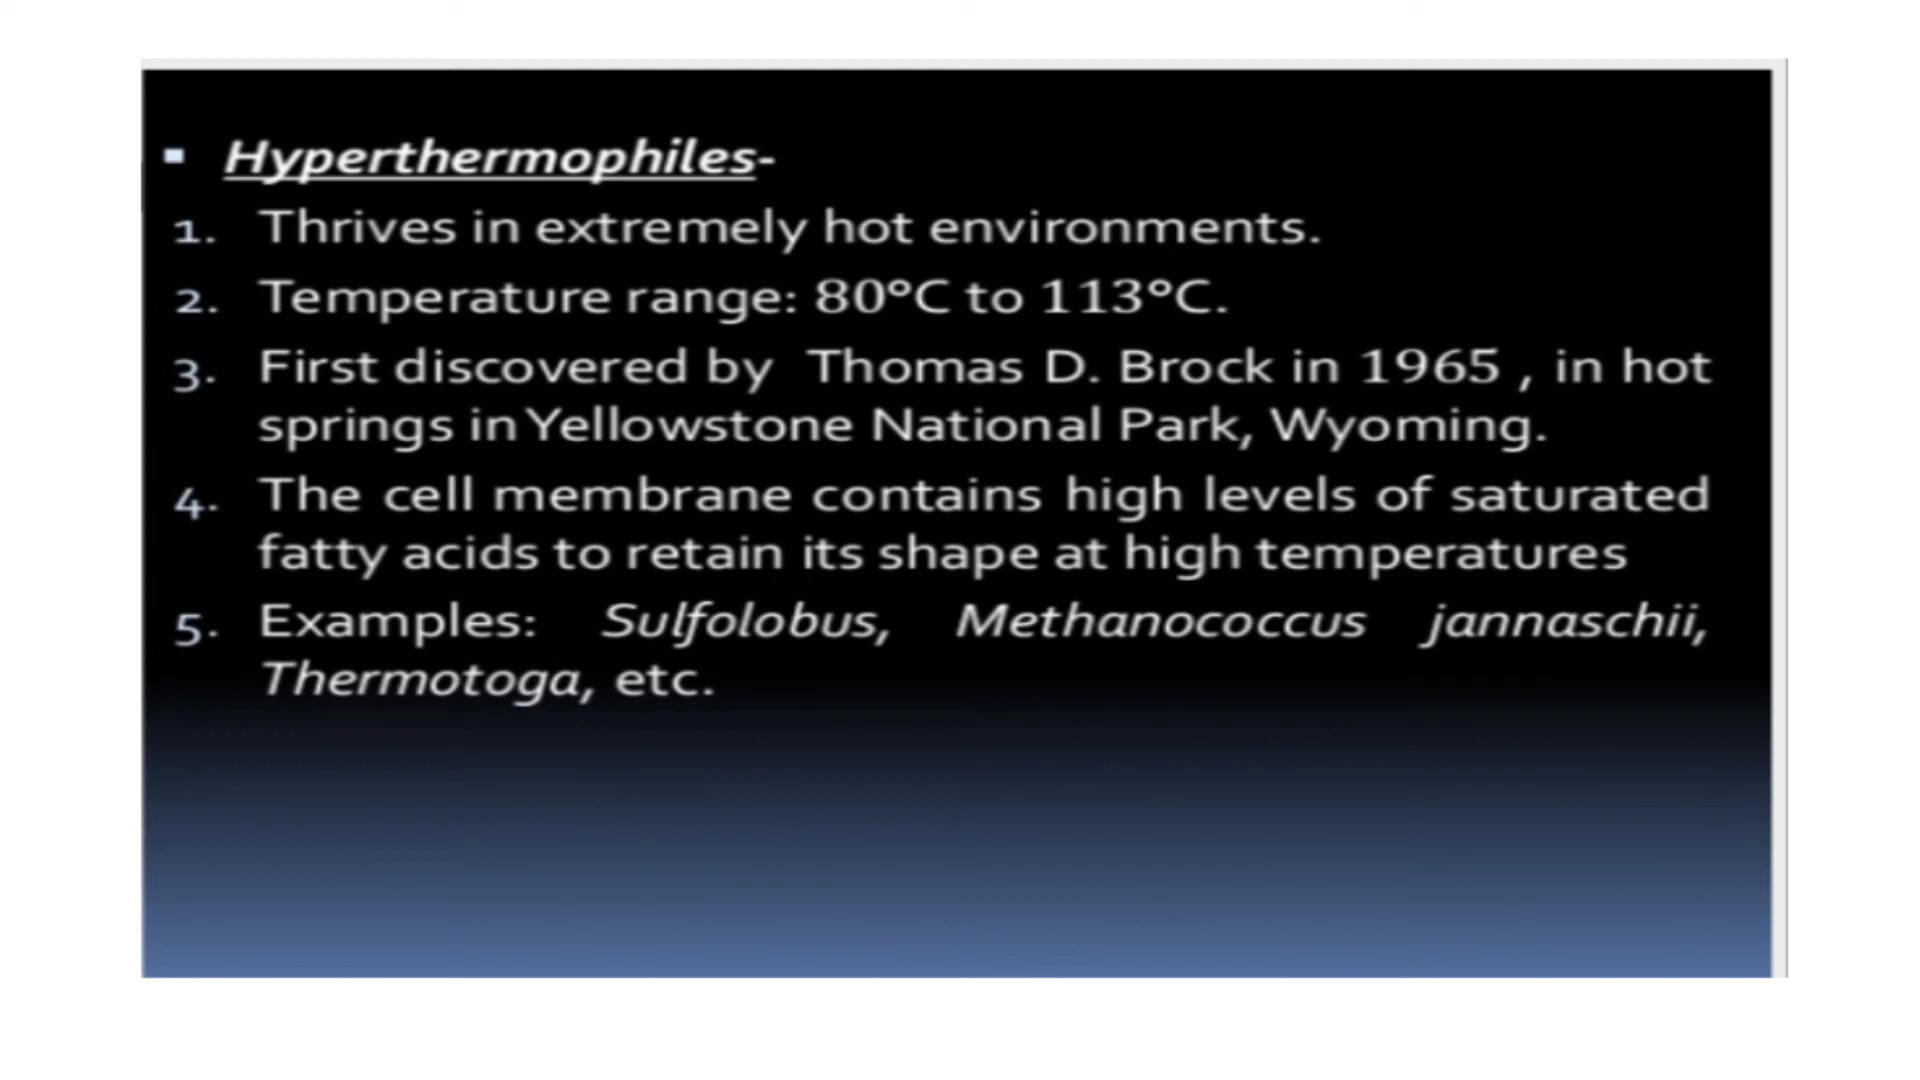 ▪ Hyperthermophiles-
1. Thrives in extremely hot environments.
2. Temperature range: 80°C to 113°C.
3. First discovered by Thomas D. Brock in 1965 , in hot
springs in Yellowstone National Park, Wyoming.
4. The cell membrane contains high levels of saturated
fatty acids to retain its shape at high temperatures
5. Examples: Sulfolobus, Methanococcus jannaschii,
Thermotoga, etc.